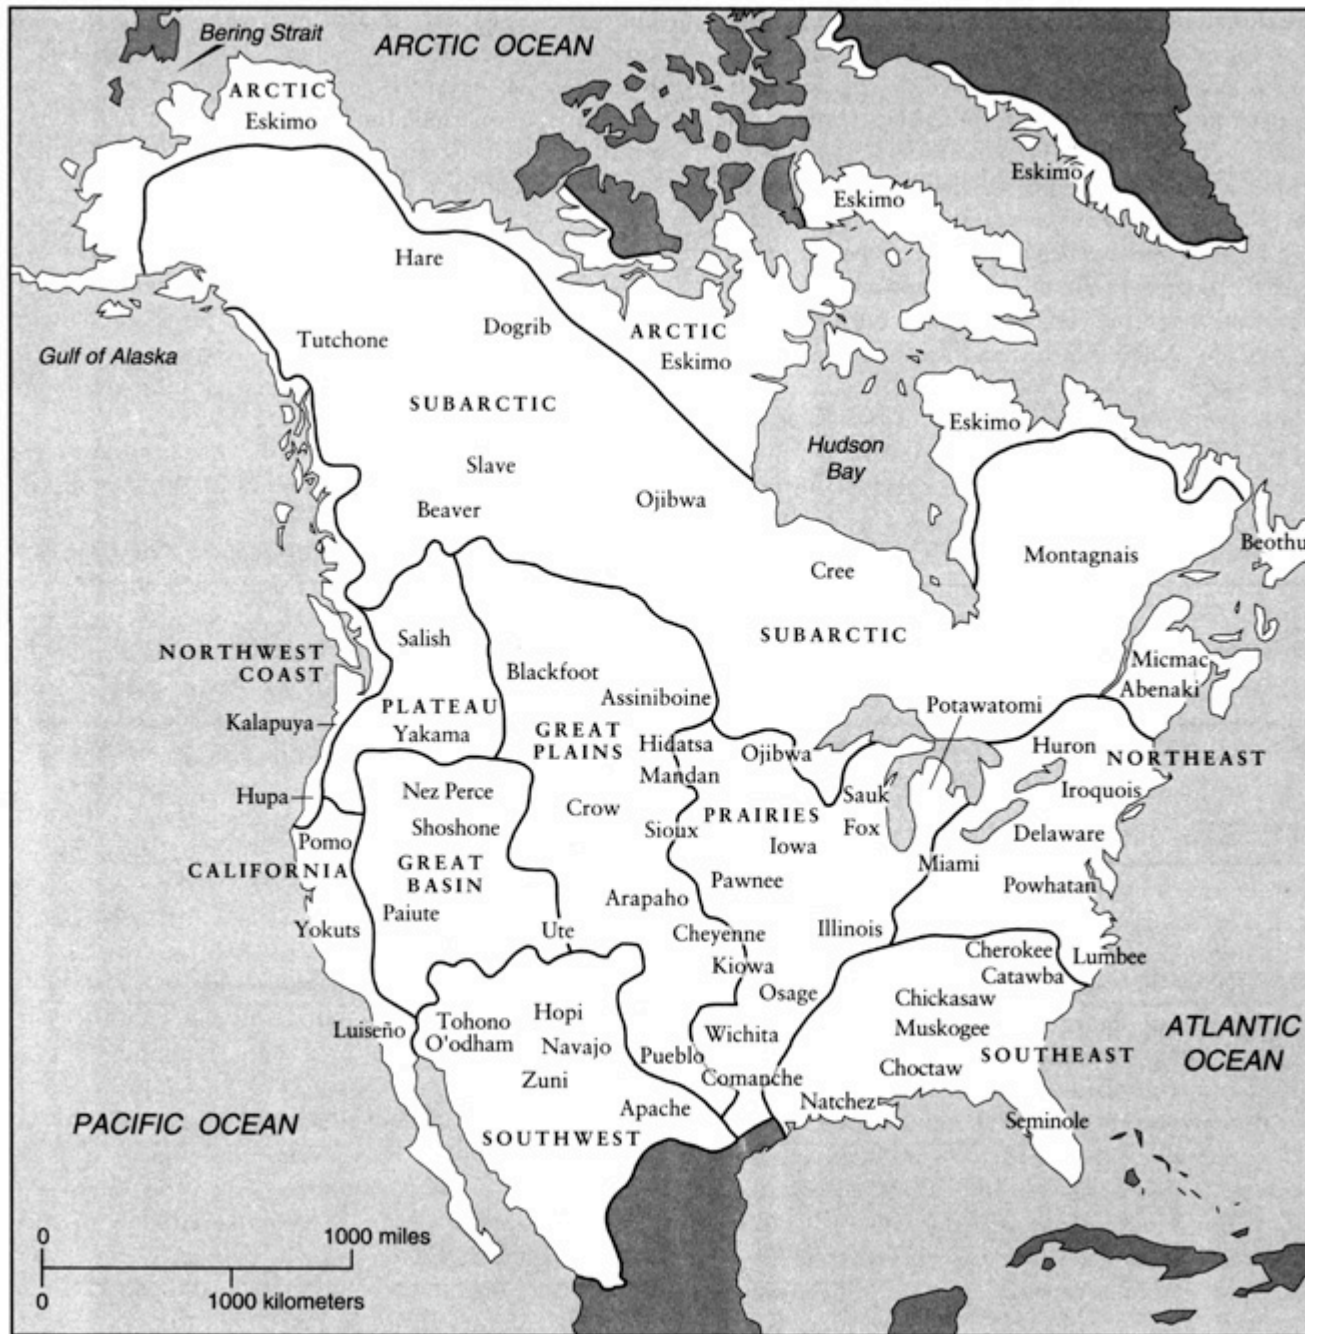 Bering Strait
ARCTIC OCEAN
ARCTIC
Eskimo
Eskimo
Eskimo
Hare
Dogrib
Tutchone
ARCTIC
Eskimo
Gulf of Alaska
SUBARCTIC
Eskimo
Hudson
Bay
Slave
Ojibwa
Beaver
Beothu
Montagnais
Cree
SUBARCTIC
Salish
NORTHWEST
COAST
Blackfoot
Micmac
Abenaki
Assiniboine
Potawatomi
PLATEAU
Kalapuya
Yakama
GREAT
PLAINS
Hidatsa
Ojibwa
Huron
NORTHEAST
Mandan
Nez Perce
Hupa
Sauk
Fox
Iroquois
Crow
PRAIRIES
Shoshone
Sioux
Delaware
Pomo
Iowa
CALIFORNIA
GREAT
BASIN
Miami
Pawnee
Powhatan
Arapaho
Paiute
Yokuts
Ute
Cheyenne
Illinois
Cherokee
Lumbee
Kiowa
Catawba
Osage
Chickasaw
Hopi
Tohono
O'odham
Luiseño
Muskogee
ATLANTIC
OCEAN
Wichita
Navajo
Pueblo
SOUTHEAST
Choctaw
Zuni
Comanche
Natchez
Apache
PACIFIC OCEAN
Seminole
SOUTHWEST
0
1000 miles
0
1000 kilometers